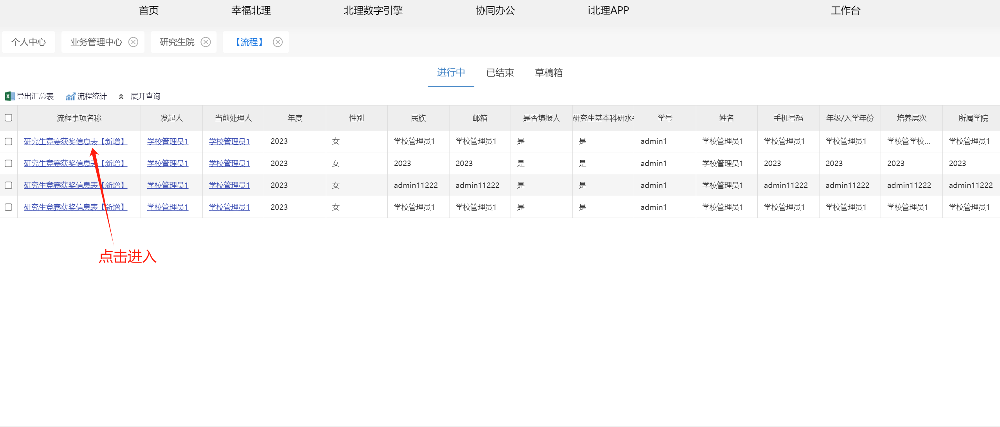 首页 幸福北理 北理数字引擎 协同办公 i北理APP 工作台
个人中心 业务管理中心 研究生院 【流程】
进行中 已结束 草稿箱
导出汇总表 流程统计 展开查询
流程事项名称 发起人 当前处理人 年度 性别 民族 邮箱 是否填报人 研究生基本科研水 学号 姓名 手机号码 年级/入学年份 培养层次 所属学院
研究生竞赛获奖信息表【新增】 学校管理员1 学校管理员1 2023 女 学校管理员1 学校管理员1 是 是 admin1 学校管理员1 学校管理员1 学校管理员1 学校管学校... 学校管理员1
研究生竞赛获奖信息表【新增】 学校管理员1 学校管理员1 2023 女 2023 2023 是 是 admin1 学校管理员1 2023 2023 2023 2023
研究生竞赛获奖信息表【新增】 学校管理员1 学校管理员1 2023 女 admin11222 admin11222 是 是 admin1 学校管理员1 admin11222 admin11222 admin11222 admin11222
研究生竞赛获奖信息表【新增】 学校管理员1 学校管理员1 2023 女 学校管理员1 学校管理员1 是 是 admin1 学校管理员1 学校管理员1 学校管理员1 学校管理员1 学校管理员1
点击进入